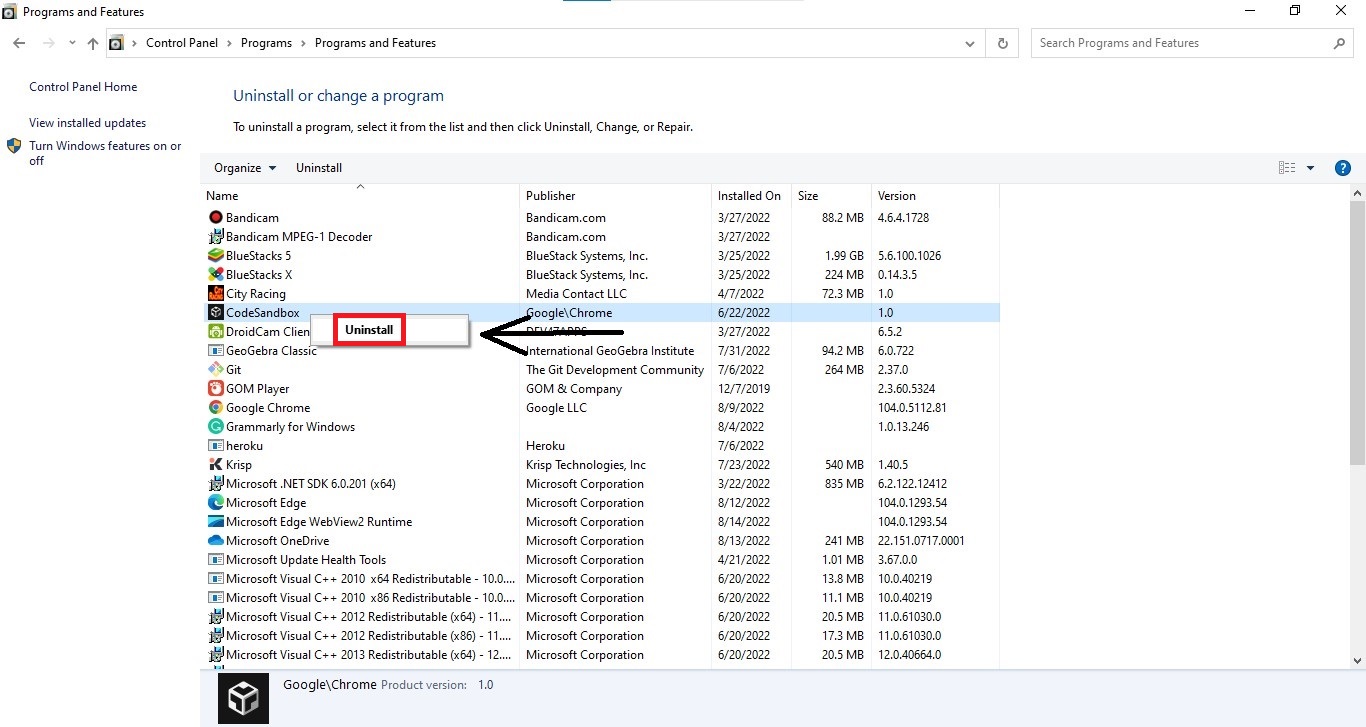 Programs and Features
Control Panel > Programs > Programs and Features
Search Programs and Features
Control Panel Home
View installed updates
Turn Windows features on or
off
Uninstall or change a program
To uninstall a program, select it from the list and then click Uninstall, Change, or Repair.
Organize Uninstall
Name Publisher Installed On Size Version
Bandicam Bandicam.com 3/27/2022 88.2 MB 4.6.4.1728
Bandicam MPEG-1 Decoder Bandicam.com 3/27/2022
BlueStacks 5 BlueStack Systems, Inc. 3/25/2022 1.99 GB 5.6.100.1026
BlueStacks X BlueStack Systems, Inc. 3/25/2022 224 MB 0.14.3.5
City Racing Media Contact LLC 4/7/2022 72.3 MB 1.0
CodeSandbox Google\Chrome 6/22/2022 1.0
DroidCam Clien 3/27/2022 6.5.2
Uninstall
GeoGebra Classic International GeoGebra Institute 7/31/2022 94.2 MB 6.0.722
Git The Git Development Community 7/6/2022 264 MB 2.37.0
GOM Player GOM & Company 12/7/2019 2.3.60.5324
Google Chrome Google LLC 8/9/2022 104.0.5112.81
Grammarly for Windows 8/4/2022 1.0.13.246
heroku Heroku 7/6/2022
Krisp Krisp Technologies, Inc 7/23/2022 540 MB 1.40.5
Microsoft .NET SDK 6.0.201 (x64) Microsoft Corporation 3/22/2022 835 MB 6.2.122.12412
Microsoft Edge Microsoft Corporation 8/12/2022 104.0.1293.54
Microsoft Edge WebView2 Runtime Microsoft Corporation 8/14/2022 104.0.1293.54
Microsoft OneDrive Microsoft Corporation 8/13/2022 241 MB 22.151.0717.0001
Microsoft Update Health Tools Microsoft Corporation 4/21/2022 1.01 MB 3.67.0.0
Microsoft Visual C++ 2010 x64 Redistributable - 10.0.... Microsoft Corporation 6/20/2022 13.8 MB 10.0.40219
Microsoft Visual C++ 2010 x86 Redistributable - 10.0.... Microsoft Corporation 6/20/2022 11.1 MB 10.0.40219
Microsoft Visual C++ 2012 Redistributable (x64) - 11.... Microsoft Corporation 6/20/2022 20.5 MB 11.0.61030.0
Microsoft Visual C++ 2012 Redistributable (x86) - 11.... Microsoft Corporation 6/20/2022 17.3 MB 11.0.61030.0
Microsoft Visual C++ 2013 Redistributable (x64) - 12.... Microsoft Corporation 6/20/2022 20.5 MB 12.0.40664.0
Google\Chrome Product version: 1.0